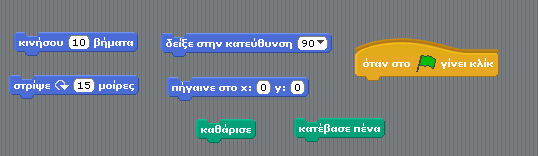 κινήσου 10 βήματα
δείξε στην κατεύθυνση 90
όταν στο γίνει κλίκ
στρίψε 15 μοίρες
πήγαινε στο x: 0 y: 0
καθάρισε
κατέβασε πένα